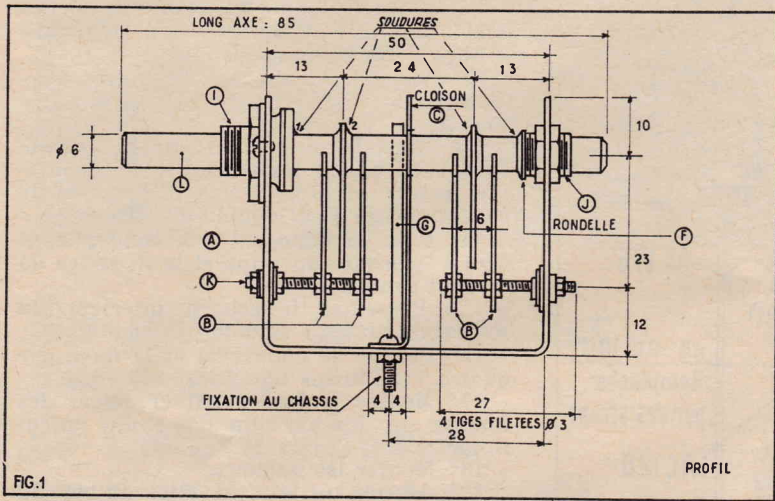 LONG AXE : 85
SOUDURES
50
13
24
13
CLOISON
C
I
1
2
10
φ 6
L
J
G
6
RONDELLE
F
A
23
K
B
B
12
FIXATION AU CHASSIS
4
4
27
4 TIGES FILETEES Ø 3
28
PROFIL
FIG.1